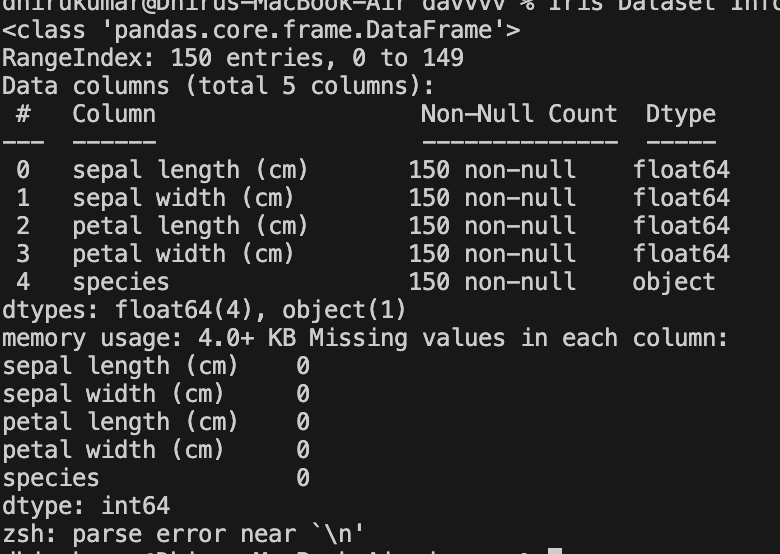 dhirukumar@Dhirus-MacBook-Air davvvv % Iris Dataset Info
<class 'pandas.core.frame.DataFrame'>
RangeIndex: 150 entries, 0 to 149
Data columns (total 5 columns):
 #   Column                   Non-Null Count  Dtype
---  ------                   --------------  -----
 0   sepal length (cm)       150 non-null    float64
 1   sepal width (cm)        150 non-null    float64
 2   petal length (cm)       150 non-null    float64
 3   petal width (cm)        150 non-null    float64
 4   species                 150 non-null    object
dtypes: float64(4), object(1)
memory usage: 4.0+ KB Missing values in each column:
sepal length (cm)    0
sepal width (cm)     0
petal length (cm)    0
petal width (cm)     0
species              0
dtype: int64
zsh: parse error near `\n'